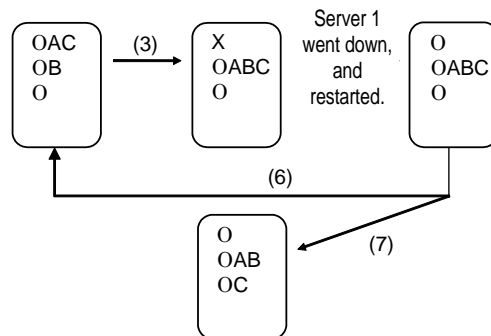 OAC
OB
O
(3)
X
OABC
O
Server 1
went down,
and
restarted.
O
OABC
O
(6)
(7)
O
OAB
OC